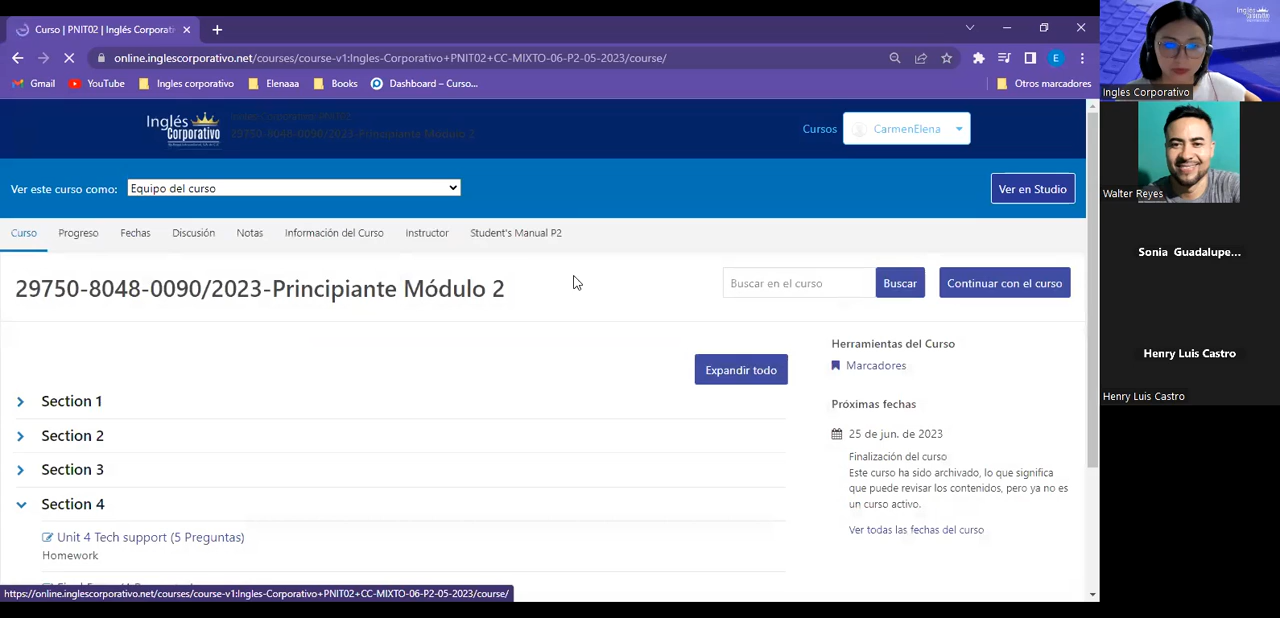 Curso | PNIT02 | Inglés Corporati
online.inglescorporativo.net/courses/course-v1:Ingles-Corporativo+PNIT02+CC-MIXTO-06-P2-05-2023/course/
Gmail YouTube Ingles corporativo Elenaaa Books Dashboard – Curso... Otros marcadores
Inglés Corporativo
29750-8048-0090/2023-Principiante Módulo 2
Cursos CarmenElena
Ver este curso como: Equipo del curso Ver en Studio
Curso Progreso Fechas Discusión Notas Información del Curso Instructor Student's Manual P2
29750-8048-0090/2023-Principiante Módulo 2
Buscar en el curso Buscar Continuar con el curso
Expandir todo
Section 1
Section 2
Section 3
Section 4
Unit 4 Tech support (5 Preguntas)
Homework
Herramientas del Curso
Marcadores
Próximas fechas
25 de jun. de 2023
Finalización del curso
Este curso ha sido archivado, lo que significa
que puede revisar los contenidos, pero ya no es
un curso activo.
Ver todas las fechas del curso
https://online.inglescorporativo.net/courses/course-v1:Ingles-Corporativo+PNIT02+CC-MIXTO-06-P2-05-2023/course/
Ingles Corporativo
Walter Reyes
Sonia Guadalupe...
Henry Luis Castro
Henry Luis Castro